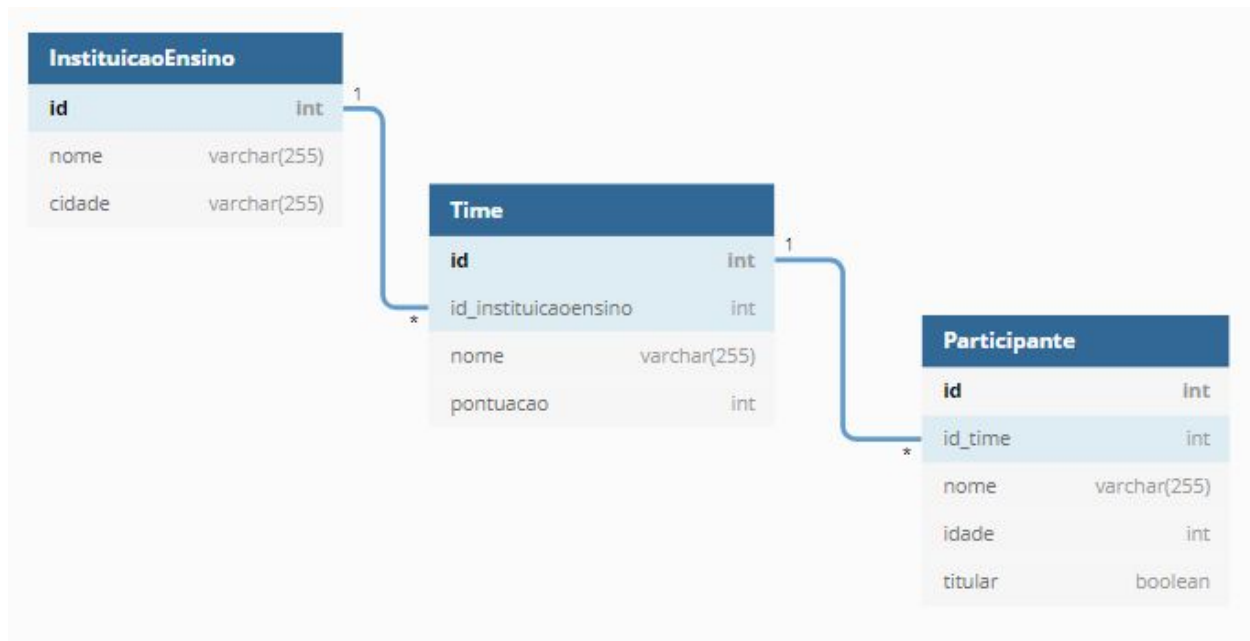 InstituicaoEnsino
id int
nome varchar(255)
cidade varchar(255)
1
*
Time
id int
id_instituicaoensino int
nome varchar(255)
pontuacao int
1
*
Participante
id int
id_time int
nome varchar(255)
idade int
titular boolean